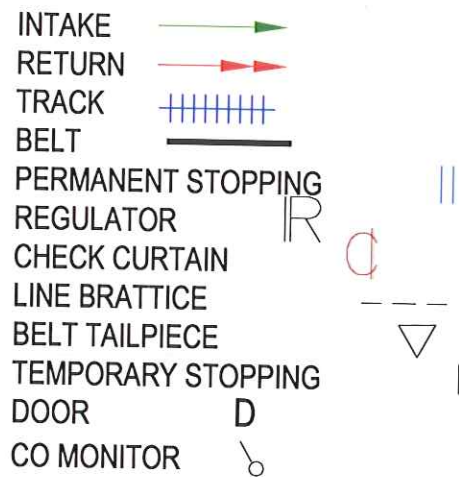 INTAKE
RETURN
TRACK
BELT
PERMANENT STOPPING
REGULATOR R
CHECK CURTAIN C
LINE BRATTICE
BELT TAILPIECE
TEMPORARY STOPPING
DOOR D
CO MONITOR